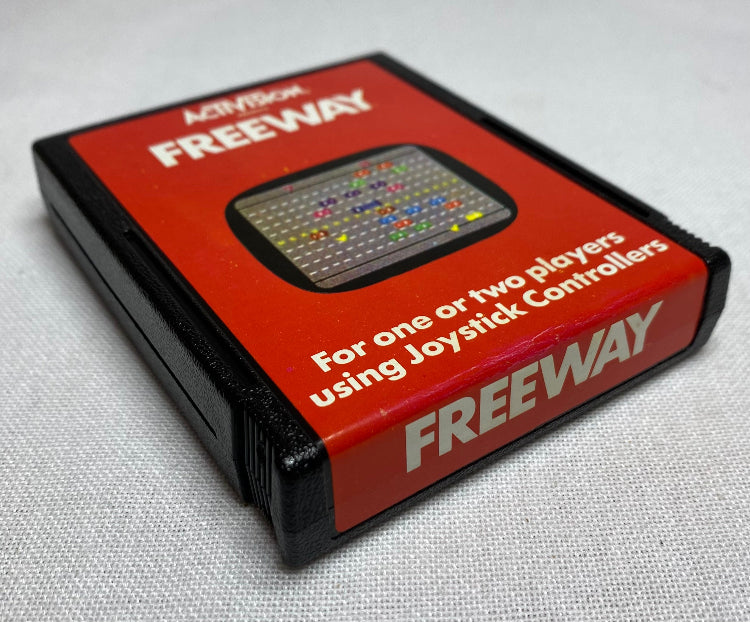 ACTIVISION
FREEWAY
For one or two players
using Joystick Controllers
FREEWAY